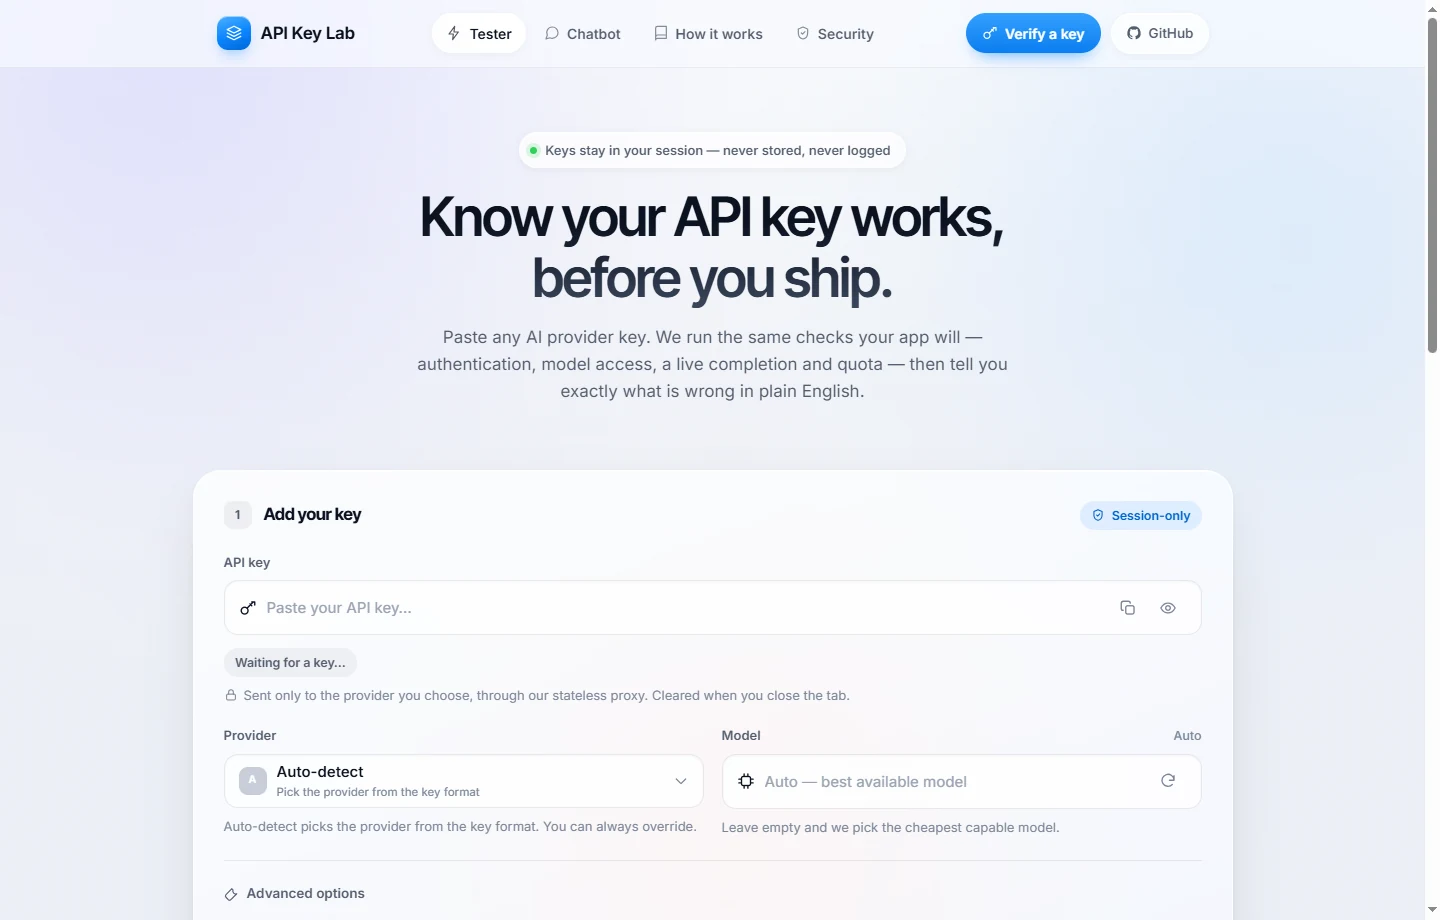 API Key Lab
Tester
Chatbot
How it works
Security
Verify a key
GitHub
Keys stay in your session — never stored, never logged
Know your API key works,
before you ship.
Paste any AI provider key. We run the same checks your app will —
authentication, model access, a live completion and quota — then tell you
exactly what is wrong in plain English.
1
Add your key
Session-only
API key
Paste your API key...
Waiting for a key...
Sent only to the provider you choose, through our stateless proxy. Cleared when you close the tab.
Provider
Model
Auto
A
Auto-detect
Pick the provider from the key format
Auto — best available model
Auto-detect picks the provider from the key format. You can always override.
Leave empty and we pick the cheapest capable model.
Advanced options